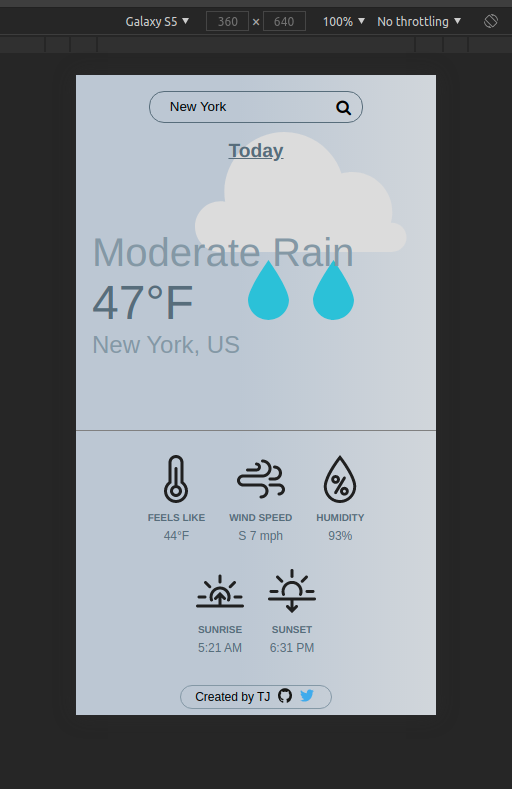 Galaxy S5 ▼ 360 × 640 100% ▼ No throttling ▼
New York
Today
Moderate Rain
47°F
New York, US
FEELS LIKE WIND SPEED HUMIDITY
44°F S 7 mph 93%
SUNRISE SUNSET
5:21 AM 6:31 PM
Created by TJ